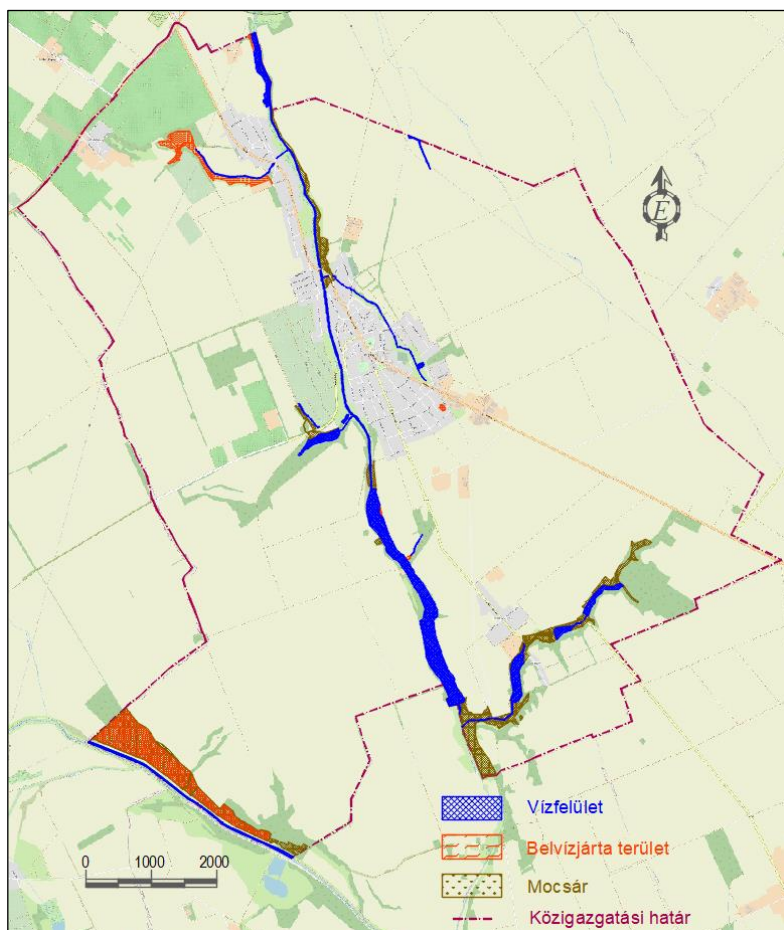 E
0 1000 2000
Vízfelület
Belvízjárta terület
Mocsár
Közigazgatási határ